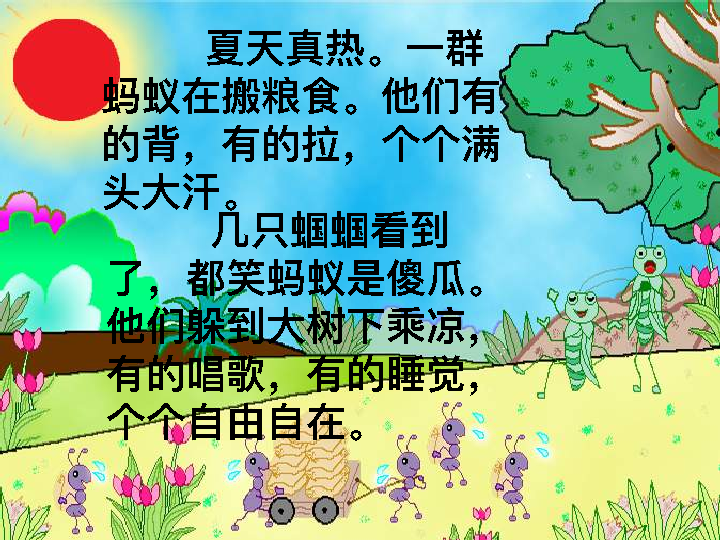 夏天真热。一群
蚂蚁在搬粮食。他们有
的背，有的拉，个个满
头大汗。
几只蝈蝈看到
了，都笑蚂蚁是傻瓜。
他们躲到大树下乘凉，
有的唱歌，有的睡觉，
个个自由自在。